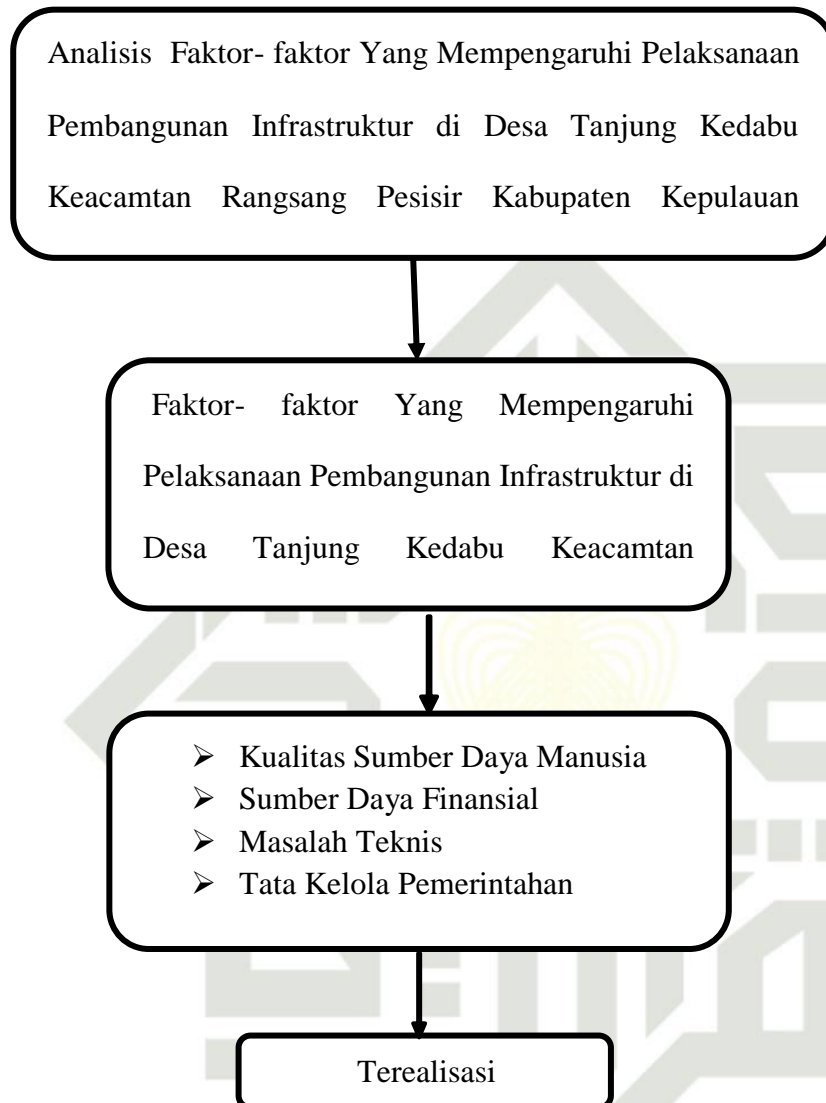 Analisis Faktor- faktor Yang Mempengaruhi Pelaksanaan
Pembangunan Infrastruktur di Desa Tanjung Kedabu
Keacamtan Rangsang Pesisir Kabupaten Kepulauan
Faktor- faktor Yang Mempengaruhi
Pelaksanaan Pembangunan Infrastruktur di
Desa Tanjung Kedabu Keacamtan
➢ Kualitas Sumber Daya Manusia
➢ Sumber Daya Finansial
➢ Masalah Teknis
➢ Tata Kelola Pemerintahan
Terealisasi